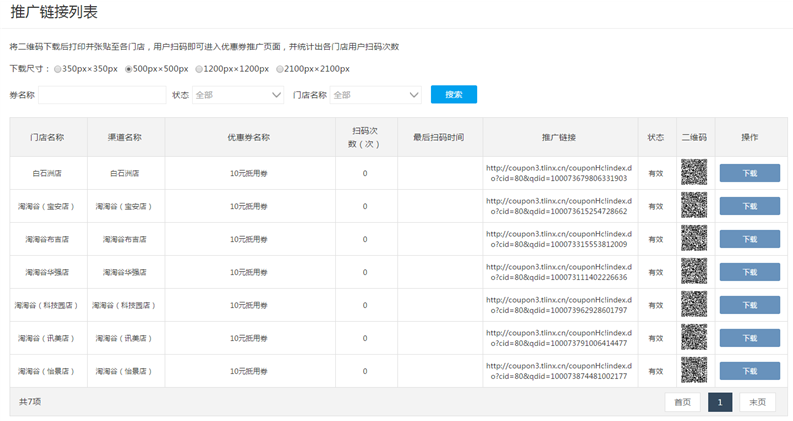 推广链接列表
将二维码下载后打印并张贴至各门店，用户扫码即可进入优惠券推广页面，并统计出各门店用户扫码次数
下载尺寸： 350px×350px 500px×500px 1200px×1200px 2100px×2100px
券名称 状态 全部 门店名称 全部 搜索
门店名称 渠道名称 优惠券名称 扫码次数（次） 最后扫码时间 推广链接 状态 二维码 操作
白石洲店 白石洲店 10元抵用券 0 http://coupon3.tlinx.cn/couponHc!index.d
o?cid=80&qdid=100073679806331903 有效 下载
淘淘谷（宝安店） 淘淘谷（宝安店） 10元抵用券 0 http://coupon3.tlinx.cn/couponHc!index.d
o?cid=80&qdid=100073615254728662 有效 下载
淘淘谷布吉店 淘淘谷布吉店 10元抵用券 0 http://coupon3.tlinx.cn/couponHc!index.d
o?cid=80&qdid=100073315553812009 有效 下载
淘淘谷华强店 淘淘谷华强店 10元抵用券 0 http://coupon3.tlinx.cn/couponHc!index.d
o?cid=80&qdid=100073111402226636 有效 下载
淘淘谷（科技园店） 淘淘谷（科技园店） 10元抵用券 0 http://coupon3.tlinx.cn/couponHc!index.d
o?cid=80&qdid=100073962928601797 有效 下载
淘淘谷（讯美店） 淘淘谷（讯美店） 10元抵用券 0 http://coupon3.tlinx.cn/couponHc!index.d
o?cid=80&qdid=100073791006414477 有效 下载
淘淘谷（怡景店） 淘淘谷（怡景店） 10元抵用券 0 http://coupon3.tlinx.cn/couponHc!index.d
o?cid=80&qdid=100073874481002177 有效 下载
共7项 首页 1 末页